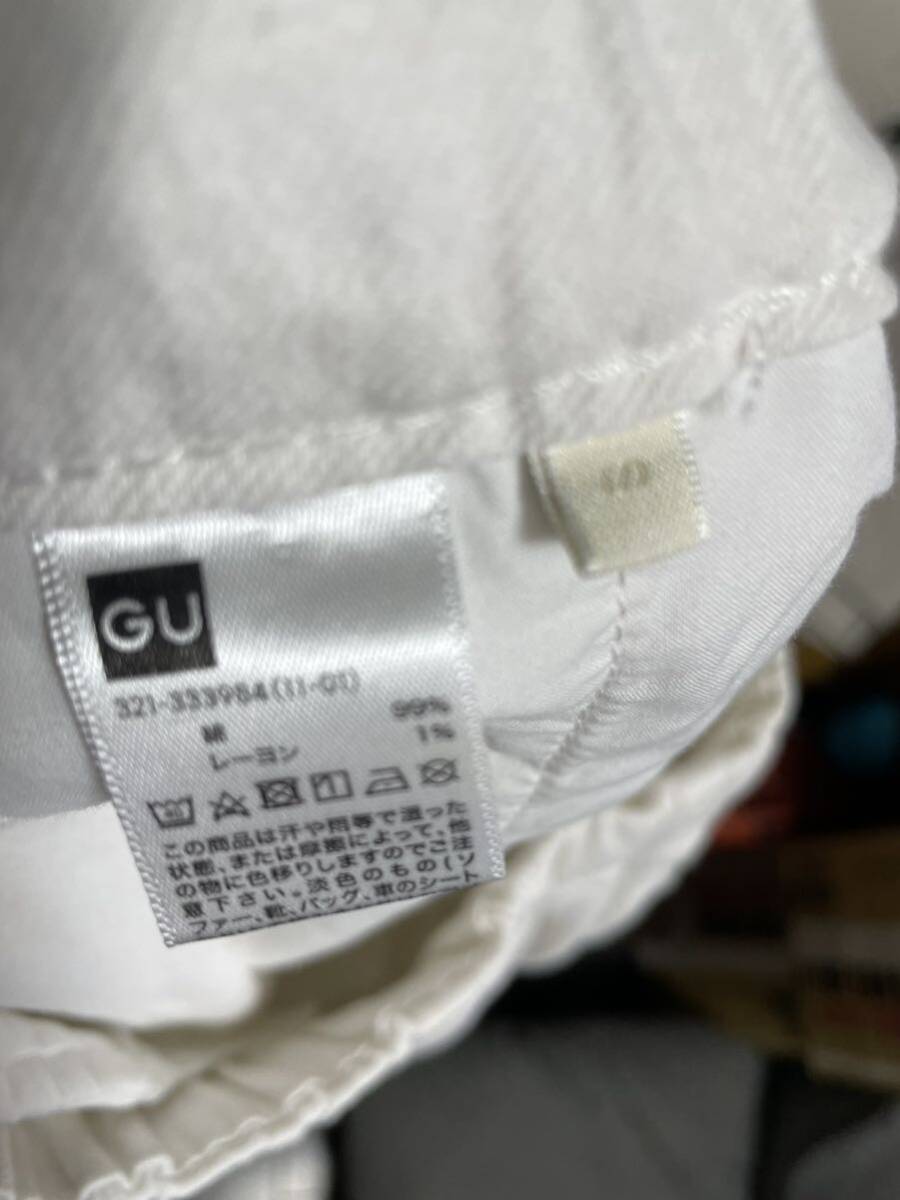 GU
321-333984(11-01)
綿 99%
レーヨン 1%
この商品は汗や雨等で湿った
状態、または摩擦によって、他
の物に色移りしますのでご注
意下さい。淡色のもの(ソ
ファー、靴、バッグ、車のシート
S